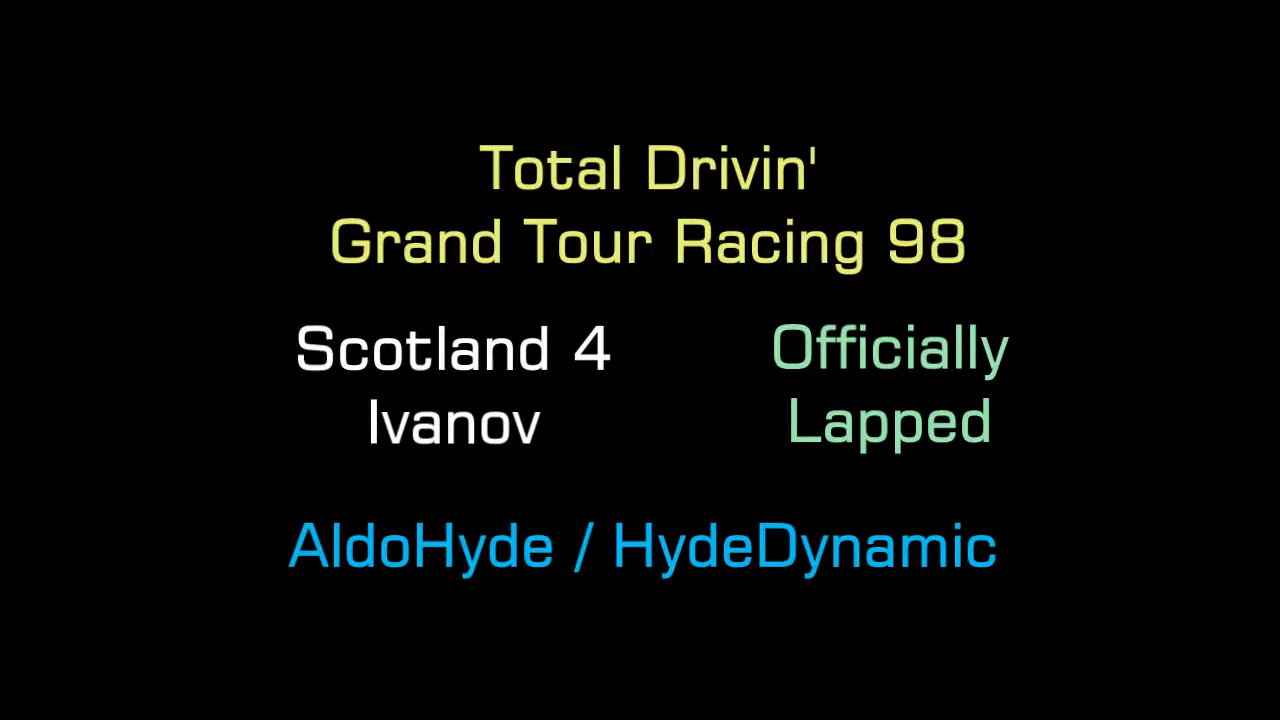 Total Drivin'
Grand Tour Racing 98
Scotland 4
Ivanov
Officially
Lapped
AldoHyde / HydeDynamic